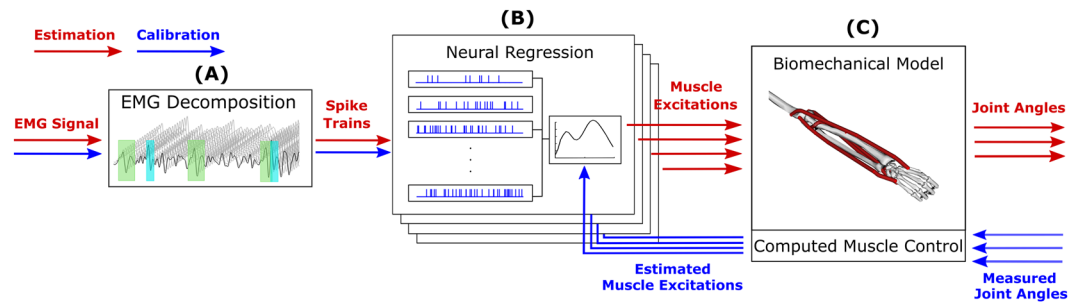 (B)
(C)
Estimation
Calibration
(A)
Neural Regression
Biomechanical Model
EMG Decomposition
Muscle
Excitations
Joint Angles
EMG Signal
Spike
Trains
Computed Muscle Control
Estimated
Muscle Excitations
Measured
Joint Angles